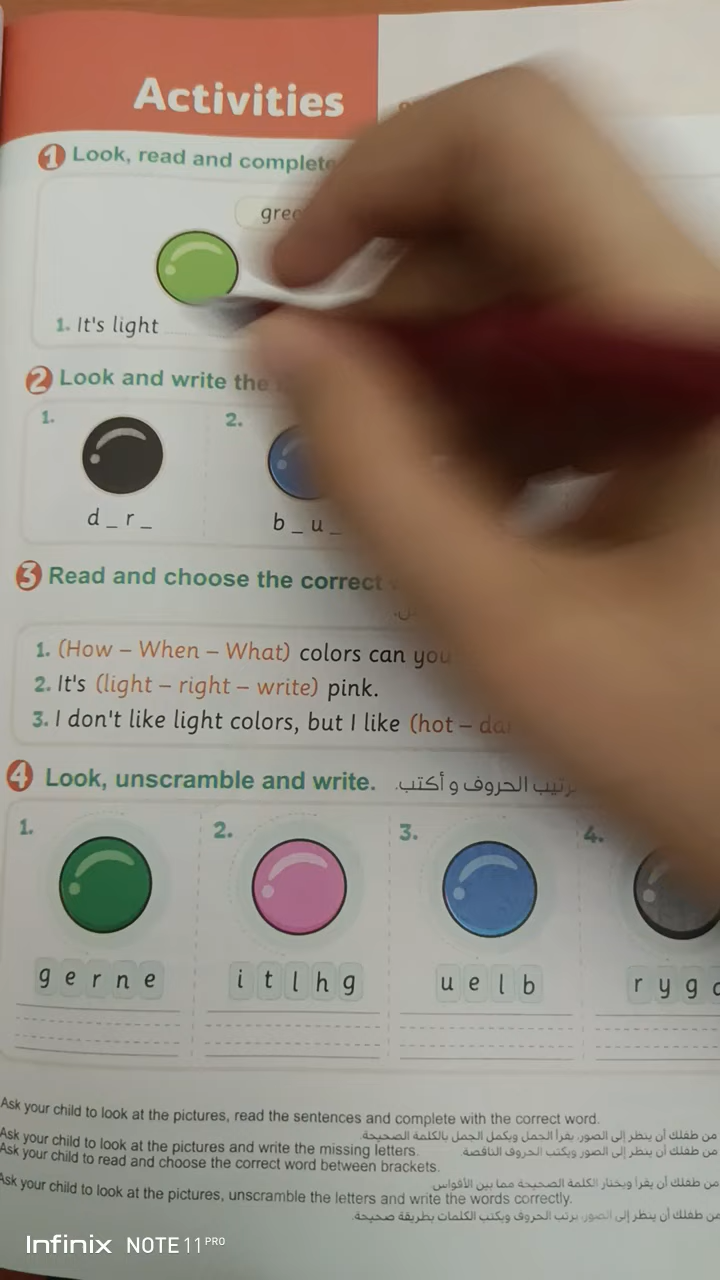 Activities
1 Look, read and complete
1. It's light
2 Look and write the
1.
2.
d _ r _
b _ u _
3 Read and choose the correct
1. (How – When – What) colors can you
2. It's (light – right – write) pink.
3. I don't like light colors, but I like (hot –
4 Look, unscramble and write. ترتيب الحروف و أكتب.
1.
2.
3.
4.
g e r n e
i t l h g
u e l b
r y g
Ask your child to look at the pictures, read the sentences and complete with the correct word.
من طفلك أن ينظر إلى الصور، يقرأ الجمل ويكمل الجمل بالكلمة الصحيحة.
Ask your child to look at the pictures and write the missing letters.
من طفلك أن ينظر إلى الصور ويكتب الحروف الناقصة
Ask your child to read and choose the correct word between brackets.
من طفلك أن يقرأ ويختار الكلمة الصحيحة مما بين الأقواس.
Ask your child to look at the pictures, unscramble the letters and write the words correctly.
من طفلك أن ينظر إلى الصور، يرتب الحروف ويكتب الكلمات بطريقة صحيحة.
Infinix NOTE 11 PRO